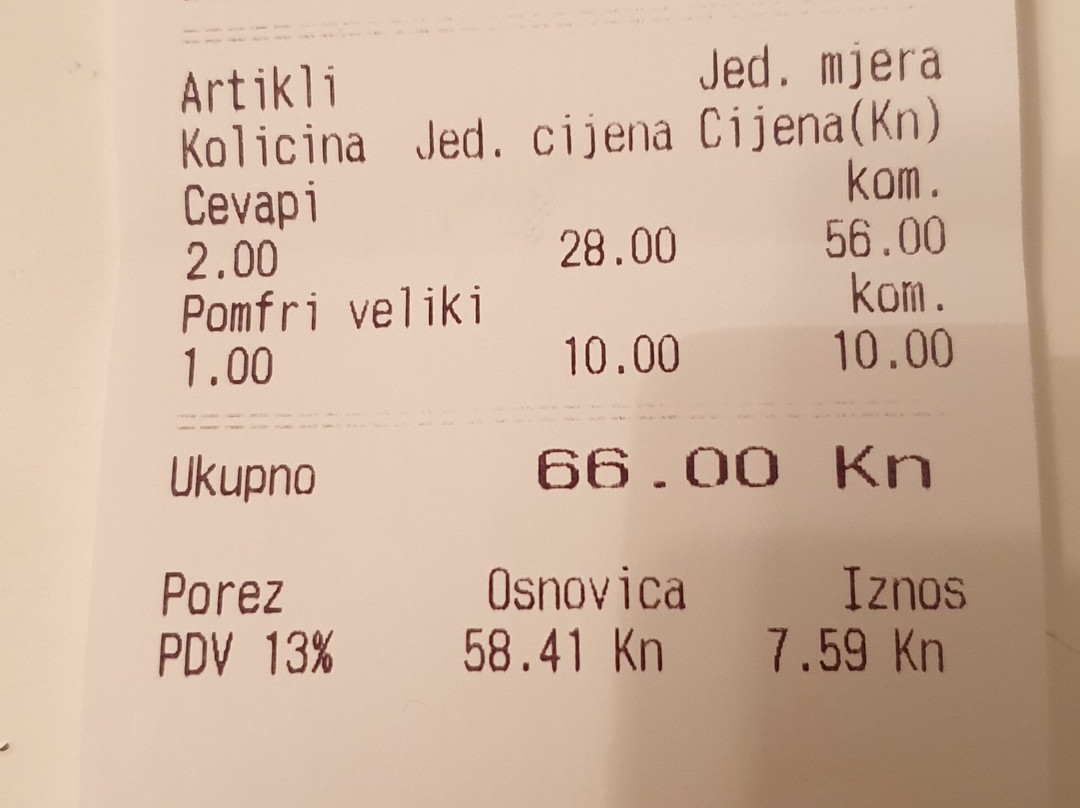 Artikli Jed. mjera
Kolicina Jed. cijena Cijena(Kn)
Cevapi kom.
2.00 28.00 56.00
Pomfri veliki kom.
1.00 10.00 10.00
Ukupno 66.00 Kn
Porez Osnovica Iznos
PDV 13% 58.41 Kn 7.59 Kn